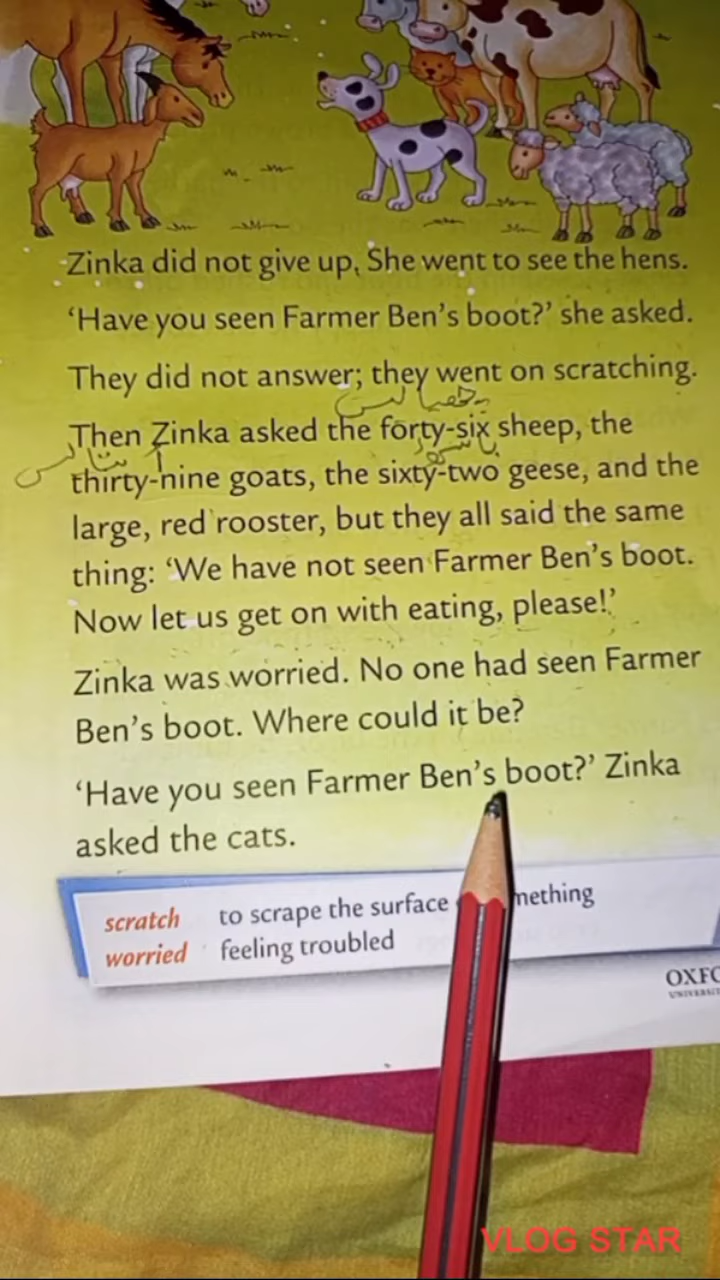 Zinka did not give up. She went to see the hens.
‘Have you seen Farmer Ben’s boot?’ she asked.
They did not answer; they went on scratching.
Then Zinka asked the forty-six sheep, the
thirty-nine goats, the sixty-two geese, and the
large, red rooster, but they all said the same
thing: ‘We have not seen Farmer Ben’s boot.
Now let us get on with eating, please!’
Zinka was worried. No one had seen Farmer
Ben’s boot. Where could it be?
‘Have you seen Farmer Ben’s boot?’ Zinka
asked the cats.
scratch to scrape the surface
worried feeling troubled
VLOG STAR